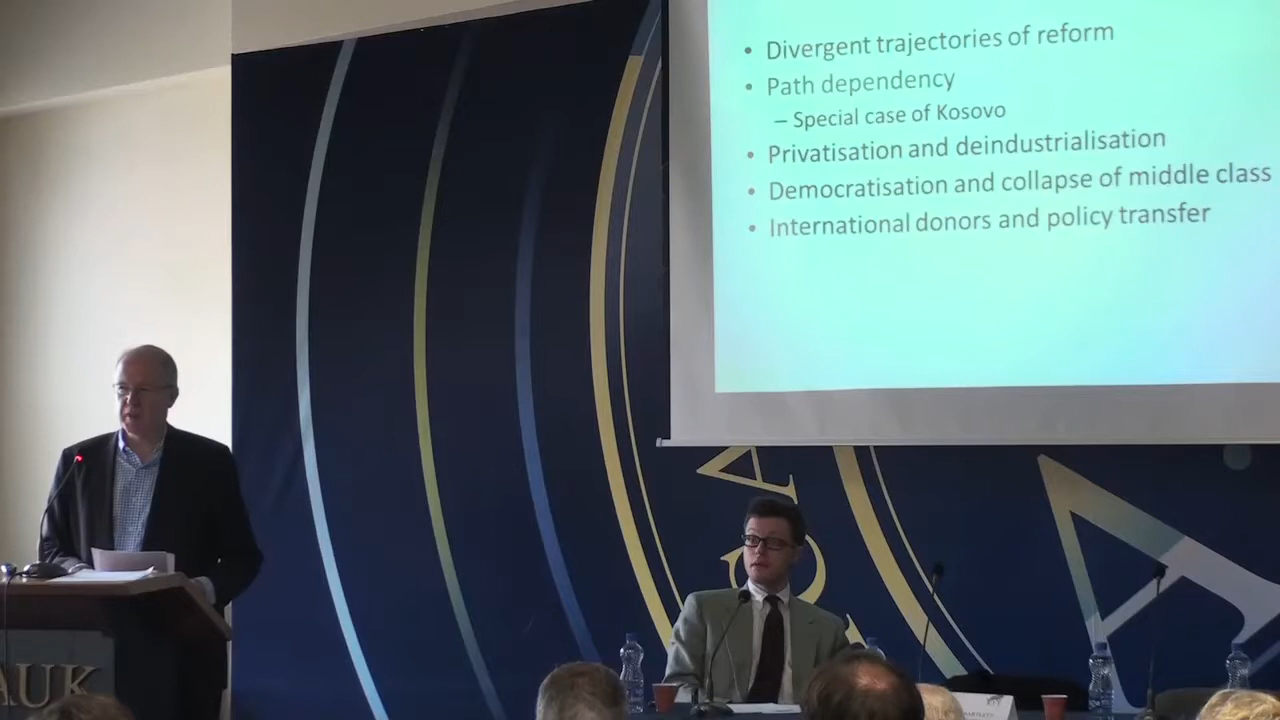 • Divergent trajectories of reform
• Path dependency
– Special case of Kosovo
• Privatisation and deindustrialisation
• Democratisation and collapse of middle class
• International donors and policy transfer
AUK